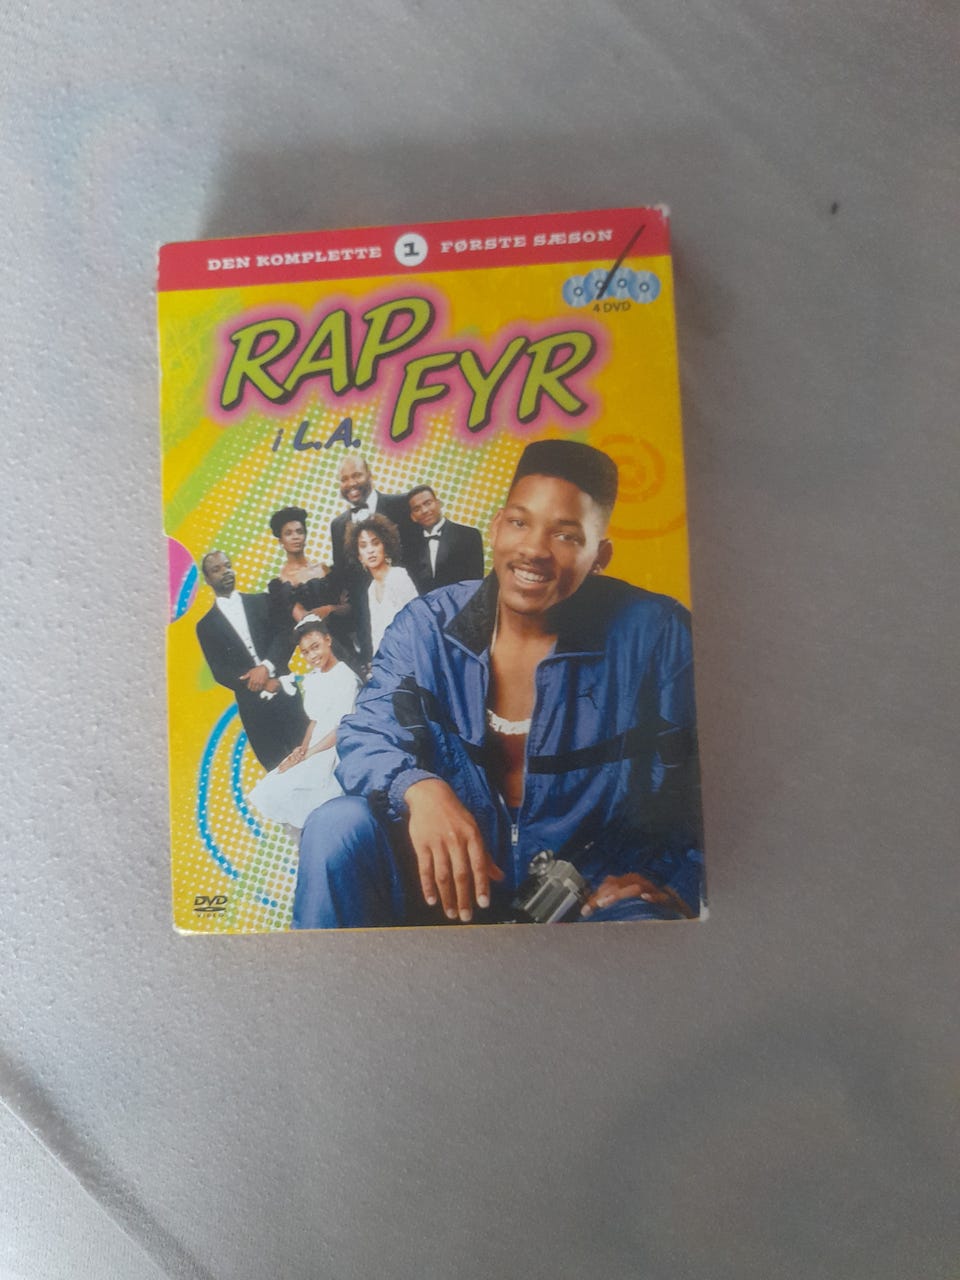 DEN KOMPLETTE 1 FØRSTE SÆSON
4 DVD
RAP FYR
i L.A.
DVD
VIDEO